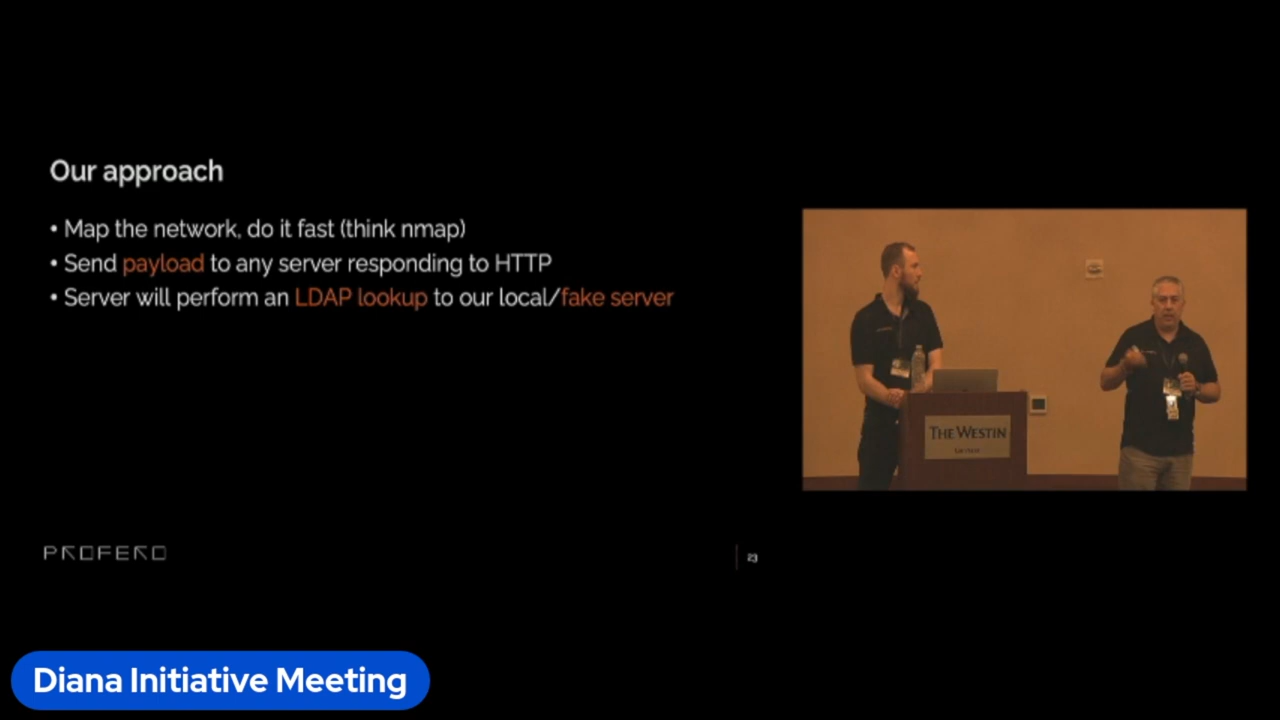 Our approach
• Map the network, do it fast (think nmap)
• Send payload to any server responding to HTTP
• Server will perform an LDAP lookup to our local/fake server
THE WESTIN
PROFERO
23
Diana Initiative Meeting